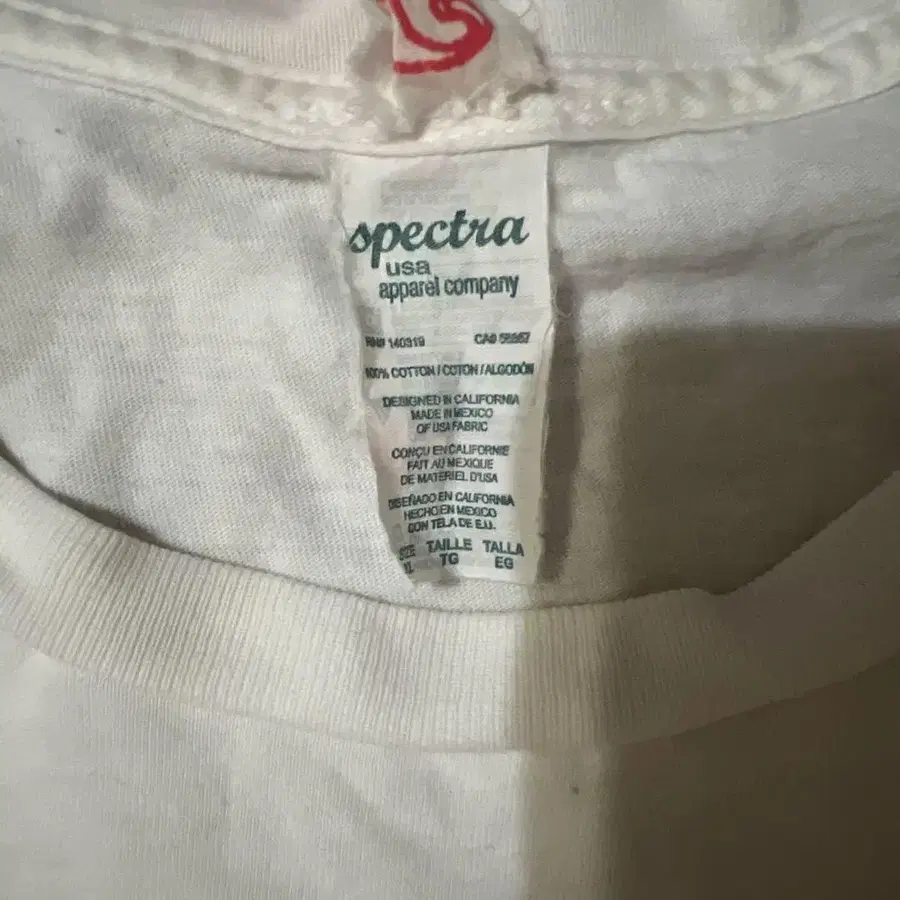 spectra
usa
apparel company
RN# 140319 CA#
100% COTTON / COTON / ALGODÓN
DESIGNED IN CALIFORNIA
MADE IN MEXICO
OF USA FABRIC
CONÇU EN CALIFORNIE
FAIT AU MEXIQUE
DE MATERIEL D'USA
DISEÑADO EN CALIFORNIA
HECHO EN MEXICO
CON TELA DE E.U.
SIZE TAILLE TALLA
XL TG EG